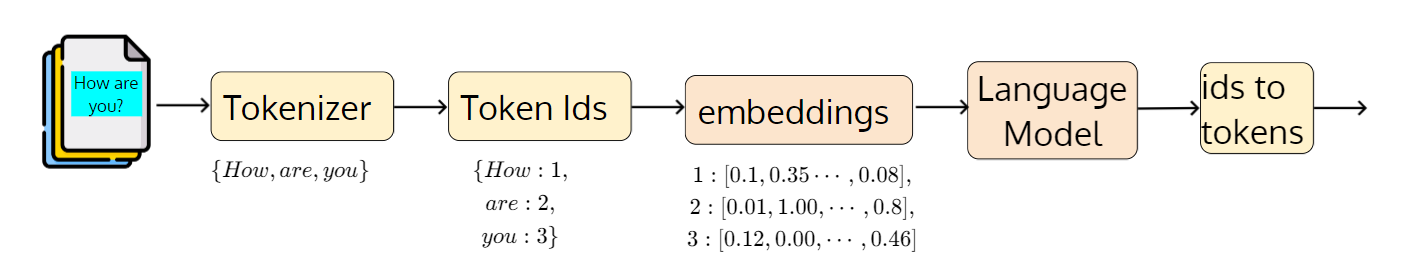 How are
you?
Tokenizer
Token Ids
embeddings
Language
Model
ids to
tokens
{How, are, you}
{How : 1,
are : 2,
you : 3}
1 : [0.1, 0.35 ⋯ , 0.08],
2 : [0.01, 1.00, ⋯ , 0.8],
3 : [0.12, 0.00, ⋯ , 0.46]